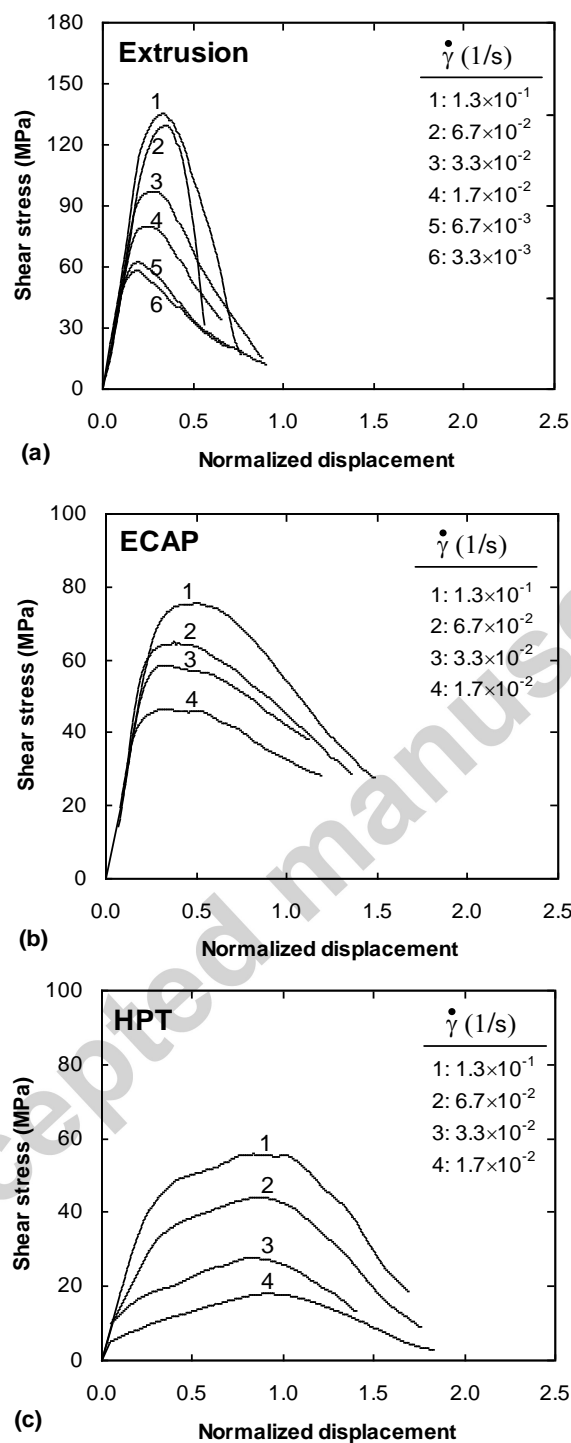 180
150
120
90
60
30
0
Shear stress (MPa)
Extrusion
1
2
3
4
5
6
γ̇ (1/s)
1: 1.3×10⁻¹
2: 6.7×10⁻²
3: 3.3×10⁻²
4: 1.7×10⁻²
5: 6.7×10⁻³
6: 3.3×10⁻³
0.0 0.5 1.0 1.5 2.0 2.5
(a)
Normalized displacement
100
80
60
40
20
0
Shear stress (MPa)
ECAP
1
2
3
4
γ̇ (1/s)
1: 1.3×10⁻¹
2: 6.7×10⁻²
3: 3.3×10⁻²
4: 1.7×10⁻²
0.0 0.5 1.0 1.5 2.0 2.5
(b)
Normalized displacement
100
80
60
40
20
0
Shear stress (MPa)
HPT
1
2
3
4
γ̇ (1/s)
1: 1.3×10⁻¹
2: 6.7×10⁻²
3: 3.3×10⁻²
4: 1.7×10⁻²
0.0 0.5 1.0 1.5 2.0 2.5
(c)
Normalized displacement